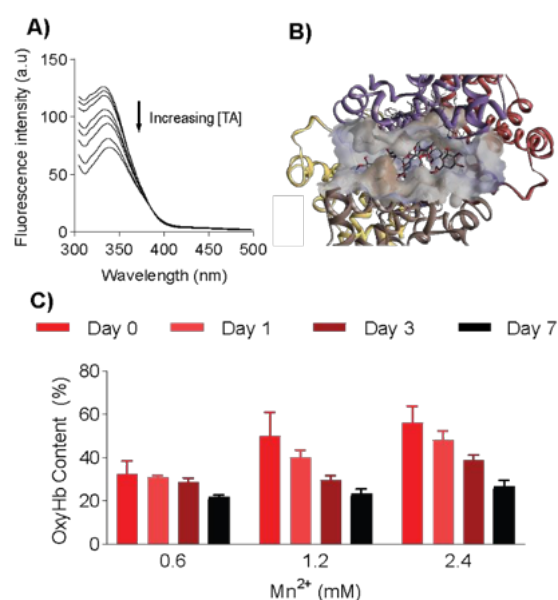 A)
Fluorescence intensity (a.u)
150
100
50
0
Increasing [TA]
300 350 400 450 500
Wavelength (nm)
B)
C)
Day 0 Day 1 Day 3 Day 7
OxyHb Content (%)
80
60
40
20
0
0.6 1.2 2.4
Mn²⁺ (mM)